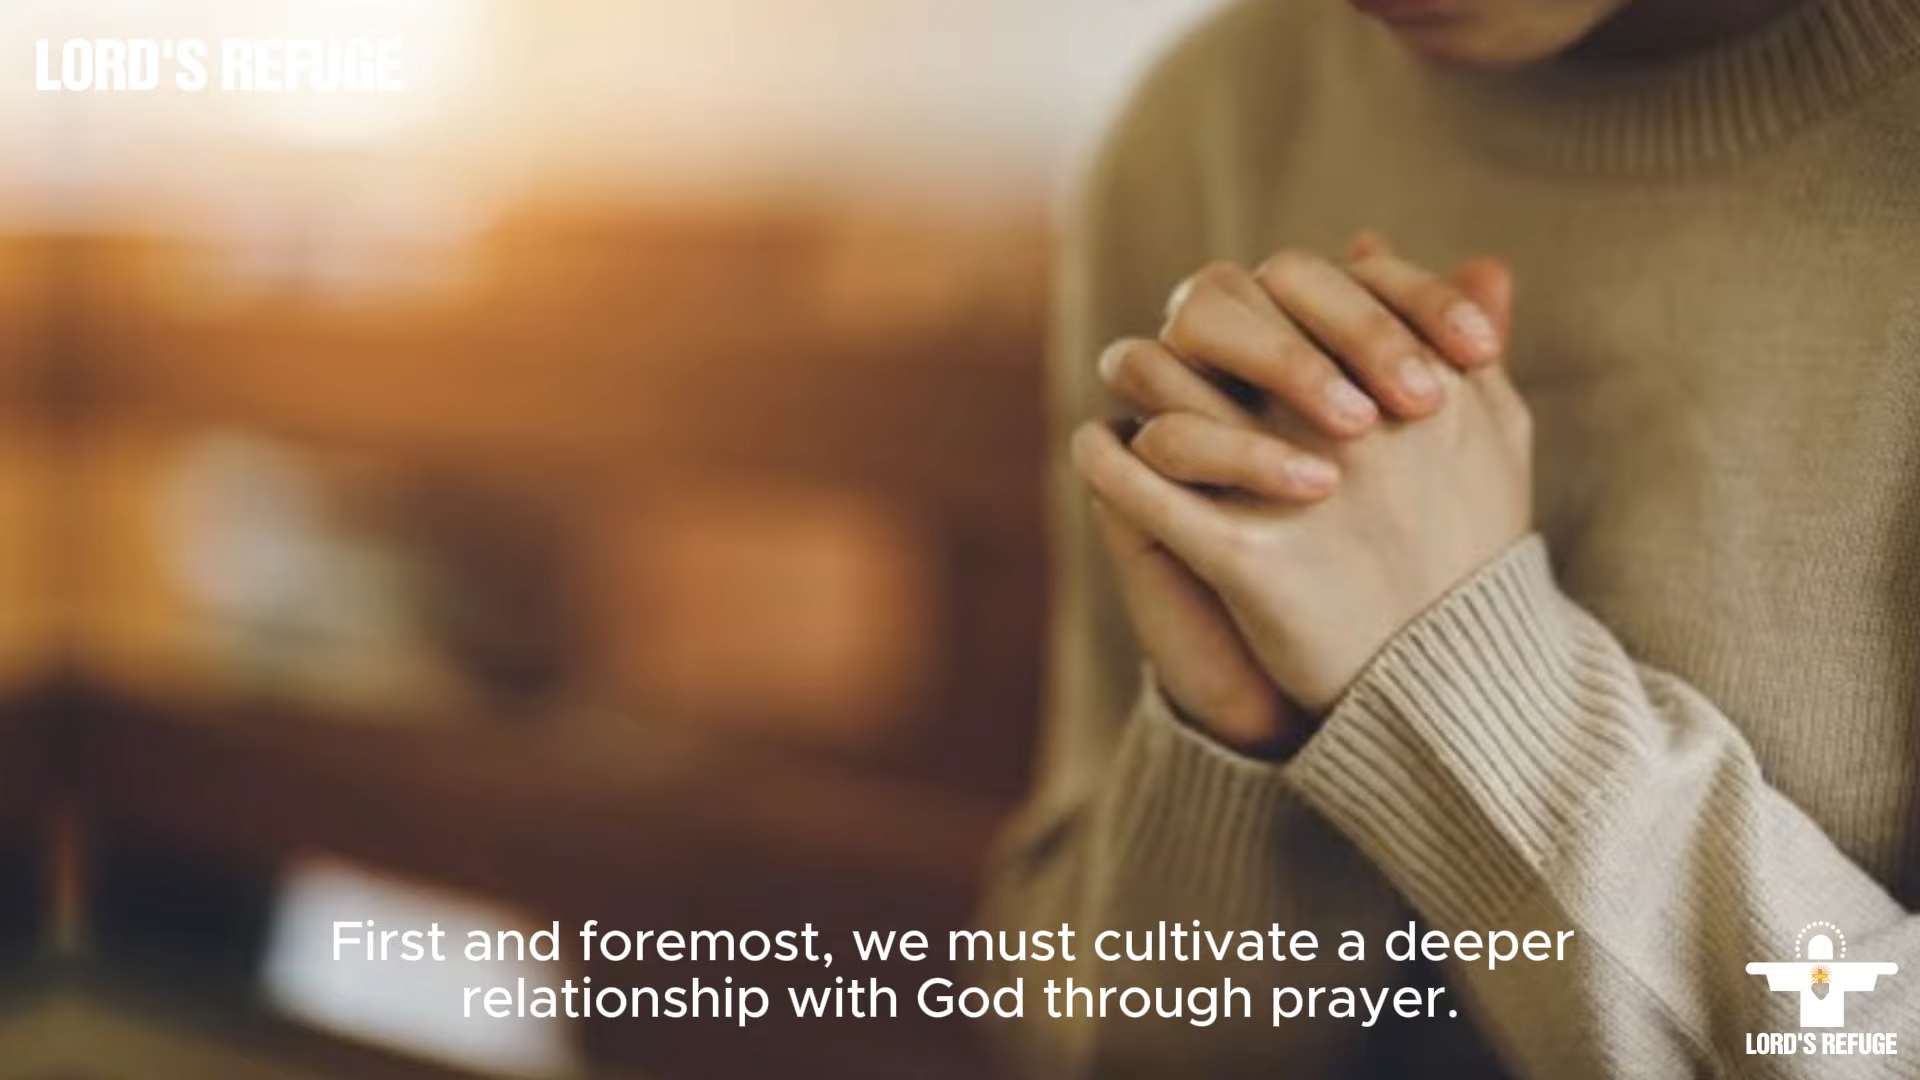 LORD'S REFUGE
First and foremost, we must cultivate a deeper
relationship with God through prayer.
LORD'S REFUGE